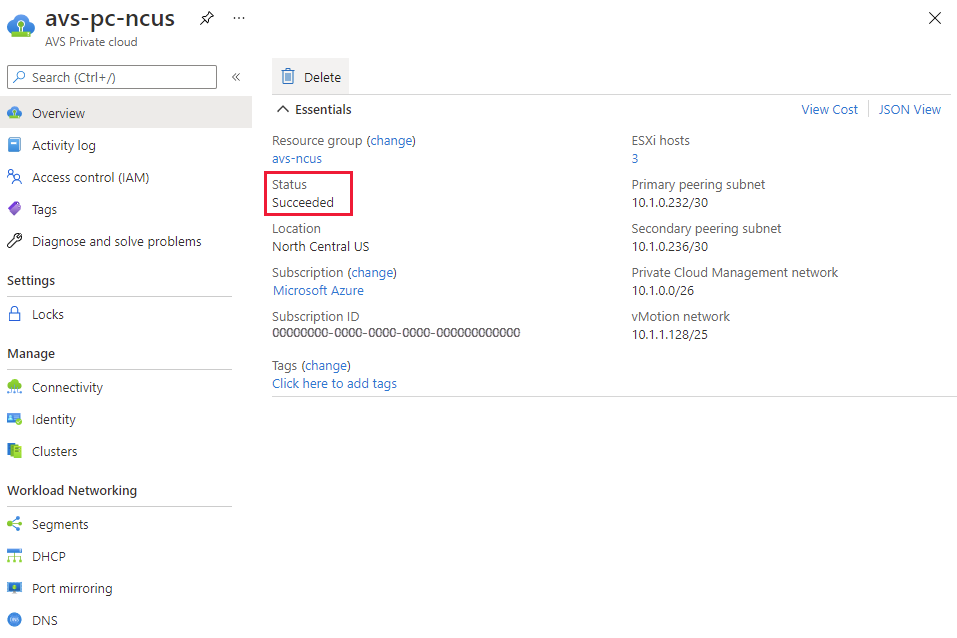 avs-pc-ncus
AVS Private cloud
Search (Ctrl+/)
Overview
Activity log
Access control (IAM)
Tags
Diagnose and solve problems
Settings
Locks
Manage
Connectivity
Identity
Clusters
Workload Networking
Segments
DHCP
Port mirroring
DNS
Delete
Essentials
View Cost
JSON View
Resource group (change)
avs-ncus
Status
Succeeded
Location
North Central US
Subscription (change)
Microsoft Azure
Subscription ID
00000000-0000-0000-0000-000000000000
Tags (change)
Click here to add tags
ESXi hosts
3
Primary peering subnet
10.1.0.232/30
Secondary peering subnet
10.1.0.236/30
Private Cloud Management network
10.1.0.0/26
vMotion network
10.1.1.128/25